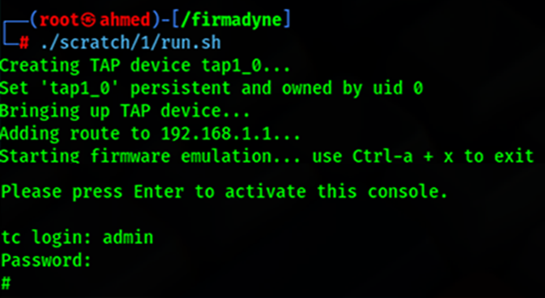 ┌──(root㉿ahmed)-[/firmadyne]
└─# ./scratch/1/run.sh
Creating TAP device tap1_0...
Set 'tap1_0' persistent and owned by uid 0
Bringing up TAP device...
Adding route to 192.168.1.1...
Starting firmware emulation... use Ctrl-a + x to exit
Please press Enter to activate this console.
tc login: admin
Password:
#